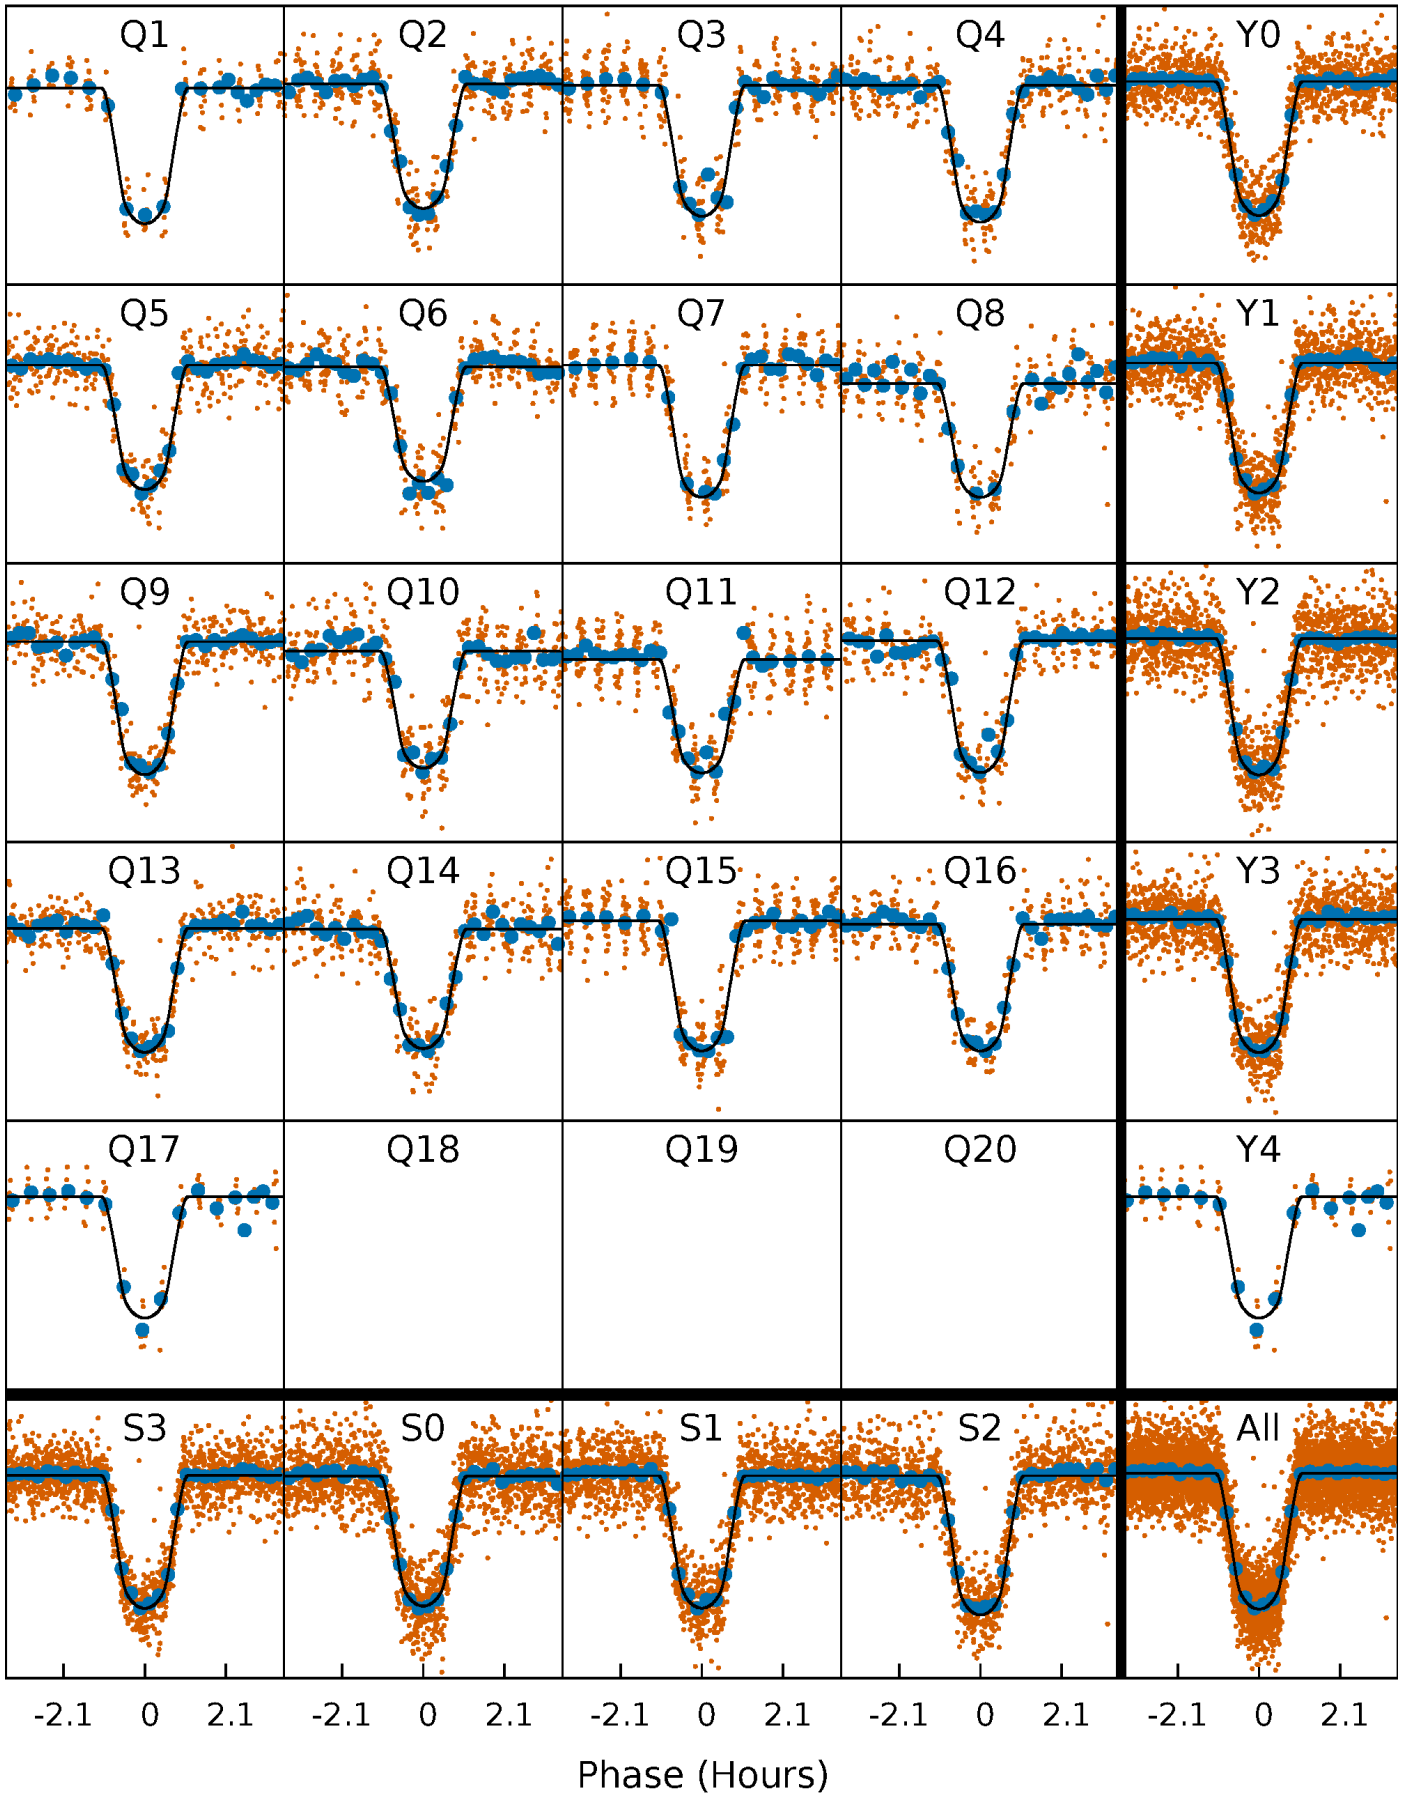 Q1 Q2 Q3 Q4 Y0
Q5 Q6 Q7 Q8 Y1
Q9 Q10 Q11 Q12 Y2
Q13 Q14 Q15 Q16 Y3
Q17 Q18 Q19 Q20 Y4
S3 S0 S1 S2 All
-2.1 0 2.1 -2.1 0 2.1 -2.1 0 2.1 -2.1 0 2.1 -2.1 0 2.1
Phase (Hours)